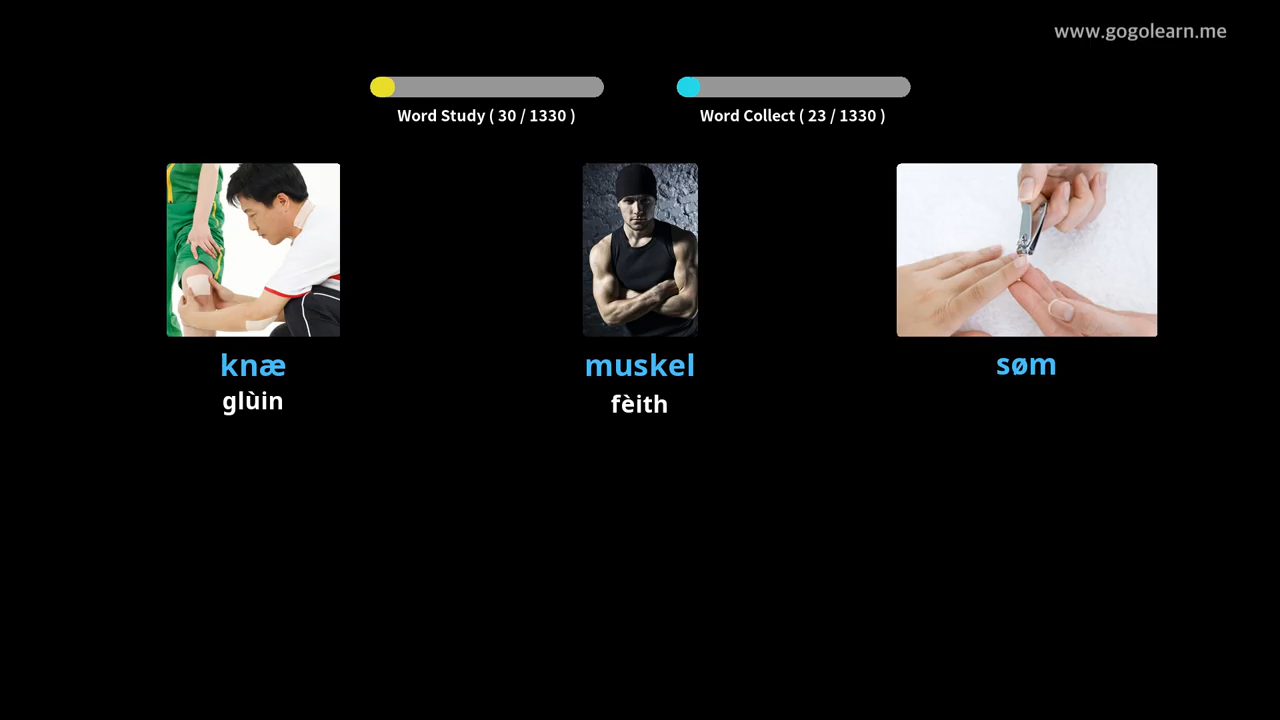 www.gogolearn.me
Word Study ( 30 / 1330 )
Word Collect ( 23 / 1330 )
knæ
glùin
muskel
fèith
søm